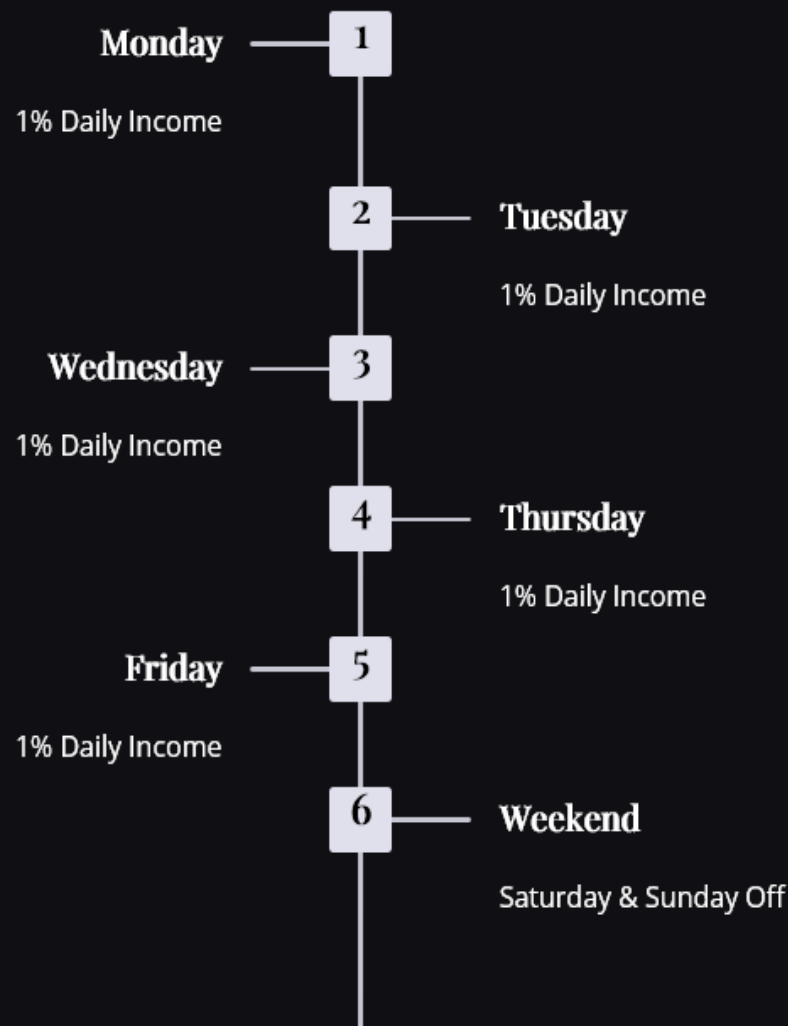 Monday
1
1% Daily Income
2
Tuesday
1% Daily Income
Wednesday
3
1% Daily Income
4
Thursday
1% Daily Income
Friday
5
1% Daily Income
6
Weekend
Saturday & Sunday Off